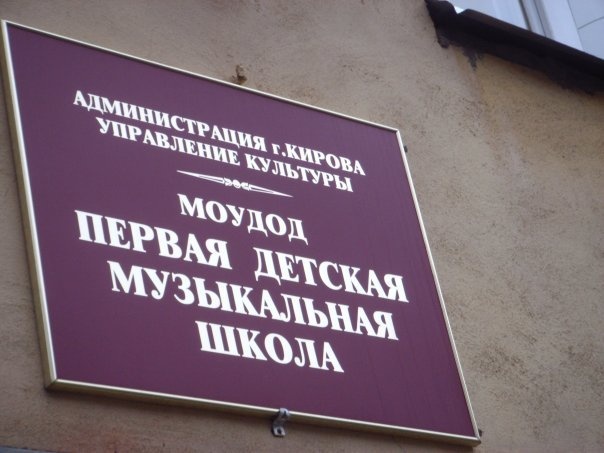 АДМИНИСТРАЦИЯ г.КИРОВА
УПРАВЛЕНИЕ КУЛЬТУРЫ
МОУДОД
ПЕРВАЯ ДЕТСКАЯ
МУЗЫКАЛЬНАЯ
ШКОЛА